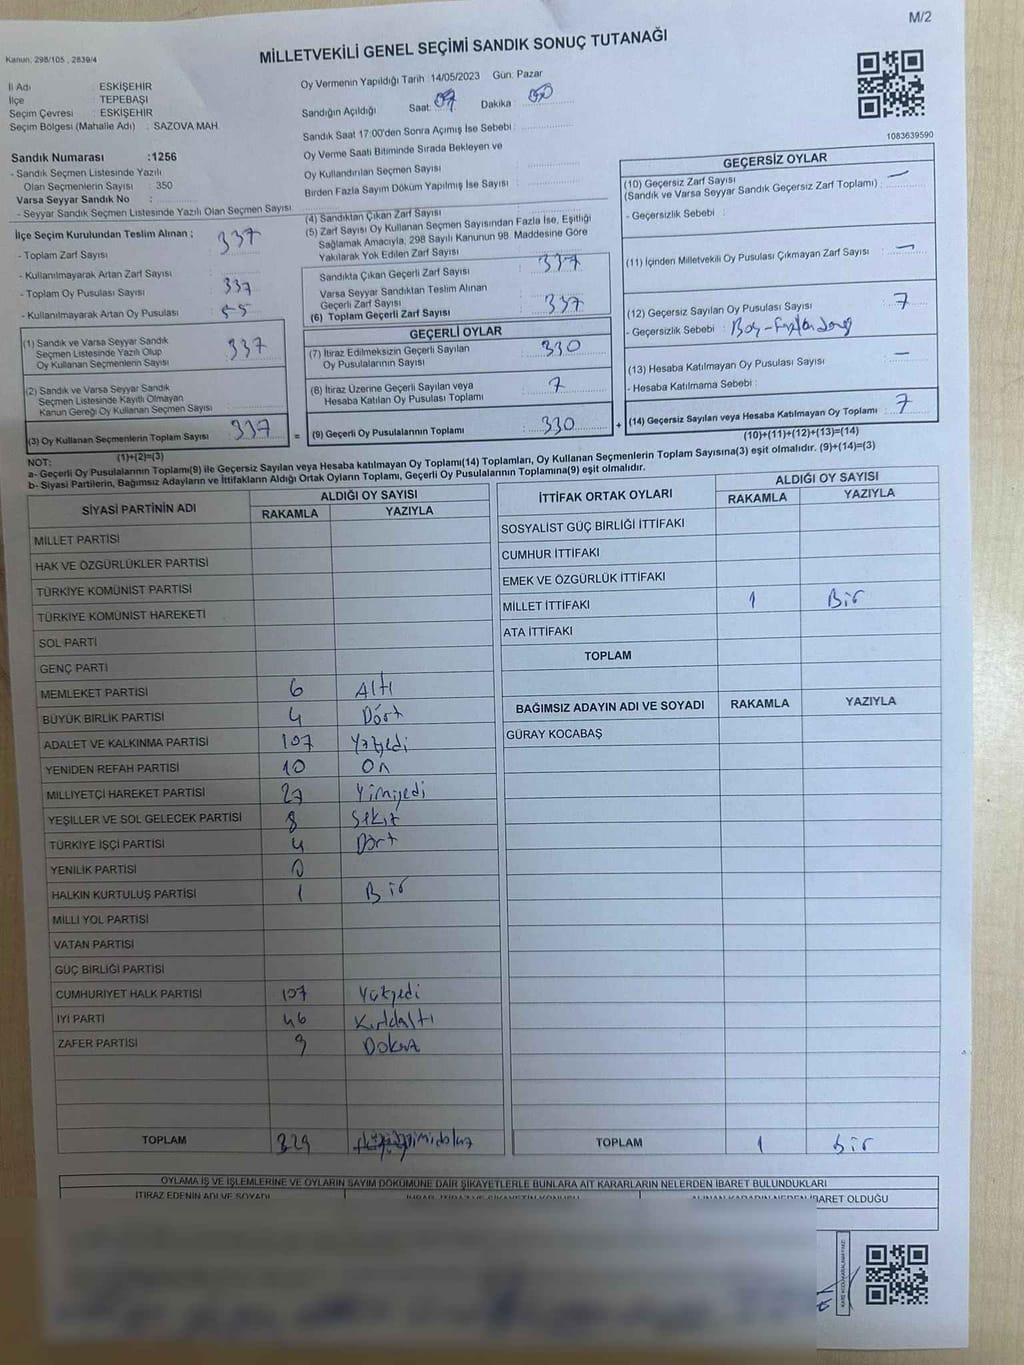 M/2
MİLLETVEKİLİ GENEL SEÇİMİ SANDIK SONUÇ TUTANAĞI
Kanun: 298/105 , 2839/4
İl Adı : ESKİŞEHİR
İlçe : TEPEBAŞI
Seçim Çevresi : ESKİŞEHİR
Seçim Bölgesi (Mahalle Adı) : SAZOVA MAH.
Sandık Numarası :1256
- Sandık Seçmen Listesinde Yazılı
Olan Seçmenlerin Sayısı : 350
Varsa Seyyar Sandık No :
- Seyyar Sandık Seçmen Listesinde Yazılı Olan Seçmen Sayısı
İlçe Seçim Kurulundan Teslim Alınan ;
- Toplam Zarf Sayısı : 337
- Kullanılmayarak Artan Zarf Sayısı :
- Toplam Oy Pusulası Sayısı : 337
- Kullanılmayarak Artan Oy Pusulası :
(1) Sandık ve Varsa Seyyar Sandık
Seçmen Listesinde Yazılı Olup
Oy Kullanan Seçmenlerin Sayısı : 337
(2) Sandık ve Varsa Seyyar Sandık
Seçmen Listesinde Kayıtlı Olmayan
Kanun Gereği Oy Kullanan Seçmen Sayısı :
(3) Oy Kullanan Seçmenlerin Toplam Sayısı : 337
(1)+(2)=(3)
Oy Vermenin Yapıldığı Tarih :14/05/2023 Gün: Pazar
Sandığın Açıldığı Saat: 07 Dakika :
Sandık Saat 17:00'den Sonra Açımış İse Sebebi :
Oy Verme Saati Bitiminde Sırada Bekleyen ve
Oy Kullandırılan Seçmen Sayısı :
Birden Fazla Sayım Döküm Yapılmış İse Sayısı :
(4) Sandıktan Çıkan Zarf Sayısı
(5) Zarf Sayısı Oy Kullanan Seçmen Sayısından Fazla İse, Eşitliği
Sağlamak Amacıyla, 298 Sayılı Kanunun 98. Maddesine Göre
Yakılarak Yok Edilen Zarf Sayısı :
Sandıkta Çıkan Geçerli Zarf Sayısı : 337
Varsa Seyyar Sandıktan Teslim Alınan
Geçerli Zarf Sayısı :
(6) Toplam Geçerli Zarf Sayısı : 337
GEÇERLİ OYLAR
(7) İtiraz Edilmeksizin Geçerli Sayılan
Oy Pusulalarının Sayısı : 330
(8) İtiraz Üzerine Geçerli Sayılan veya
Hesaba Katılan Oy Pusulası Toplamı : 7
= (9) Geçerli Oy Pusulalarının Toplamı : 330
1083639590
GEÇERSİZ OYLAR
(10) Geçersiz Zarf Sayısı : —
(Sandık ve Varsa Seyyar Sandık Geçersiz Zarf Toplamı)
- Geçersizlik Sebebi :
(11) İçinden Milletvekili Oy Pusulası Çıkmayan Zarf Sayısı : —
(12) Geçersiz Sayılan Oy Pusulası Sayısı : 7
- Geçersizlik Sebebi : Boş-
(13) Hesaba Katılmayan Oy Pusulası Sayısı : —
- Hesaba Katılmama Sebebi :
+ (14) Geçersiz Sayılan veya Hesaba Katılmayan Oy Toplamı : 7
(10)+(11)+(12)+(13)=(14)
NOT:
a- Geçerli Oy Pusulalarının Toplamı(9) ile Geçersiz Sayılan veya Hesaba katılmayan Oy Toplamı(14) Toplamları, Oy Kullanan Seçmenlerin Toplam Sayısına(3) eşit olmalıdır. (9)+(14)=(3)
b- Siyasi Partilerin, Bağımsız Adayların ve İttifakların Aldığı Ortak Oyların Toplamı, Geçerli Oy Pusulalarının Toplamına(9) eşit olmalıdır.
SİYASİ PARTİNİN ADI ALDIĞI OY SAYISI
RAKAMLA YAZIYLA
MİLLET PARTİSİ
HAK VE ÖZGÜRLÜKLER PARTİSİ
TÜRKİYE KOMÜNİST PARTİSİ
TÜRKİYE KOMÜNİST HAREKETİ
SOL PARTİ
GENÇ PARTİ
MEMLEKET PARTİSİ 6 Altı
BÜYÜK BİRLİK PARTİSİ 4 Dört
ADALET VE KALKINMA PARTİSİ 107 Yüzyedi
YENİDEN REFAH PARTİSİ 10 On
MİLLİYETÇİ HAREKET PARTİSİ 27 Yirmiyedi
YEŞİLLER VE SOL GELECEK PARTİSİ 8 Sekiz
TÜRKİYE İŞÇİ PARTİSİ 4 Dört
YENİLİK PARTİSİ 0
HALKIN KURTULUŞ PARTİSİ 1 Bir
MİLLİ YOL PARTİSİ
VATAN PARTİSİ
GÜÇ BİRLİĞİ PARTİSİ
CUMHURİYET HALK PARTİSİ 107 Yüzyedi
İYİ PARTİ 46 Kırkaltı
ZAFER PARTİSİ 9 Dokuz
TOPLAM 329
İTTİFAK ORTAK OYLARI ALDIĞI OY SAYISI
RAKAMLA YAZIYLA
SOSYALİST GÜÇ BİRLİĞİ İTTİFAKI
CUMHUR İTTİFAKI
EMEK VE ÖZGÜRLÜK İTTİFAKI
MİLLET İTTİFAKI 1 Bir
ATA İTTİFAKI
TOPLAM
BAĞIMSIZ ADAYIN ADI VE SOYADI RAKAMLA YAZIYLA
GÜRAY KOCABAŞ
TOPLAM 1 Bir
OYLAMA İŞ VE İŞLEMLERİNE VE OYLARIN SAYIM DÖKÜMÜNE DAİR ŞİKAYETLERLE BUNLARA AİT KARARLARIN NELERDEN İBARET BULUNDUKLARI
İTİRAZ EDENİN ADI VE SOYADI
ALINAN KARARIN NEDEN İBARET OLDUĞU